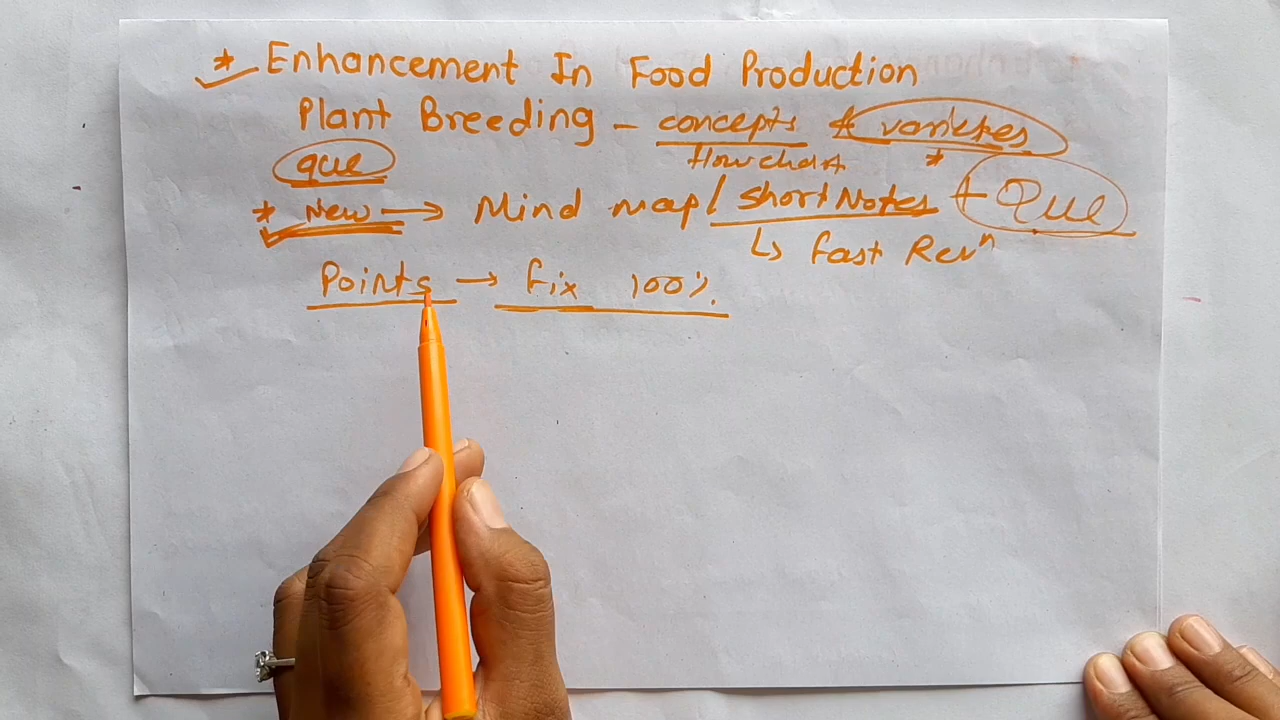 * Enhancement In Food Production
Plant Breeding - concepts & varieties
flowchart *
que
* New → Mind map / Short Notes + Que
↳ fast Revⁿ
Points → fix 100%.